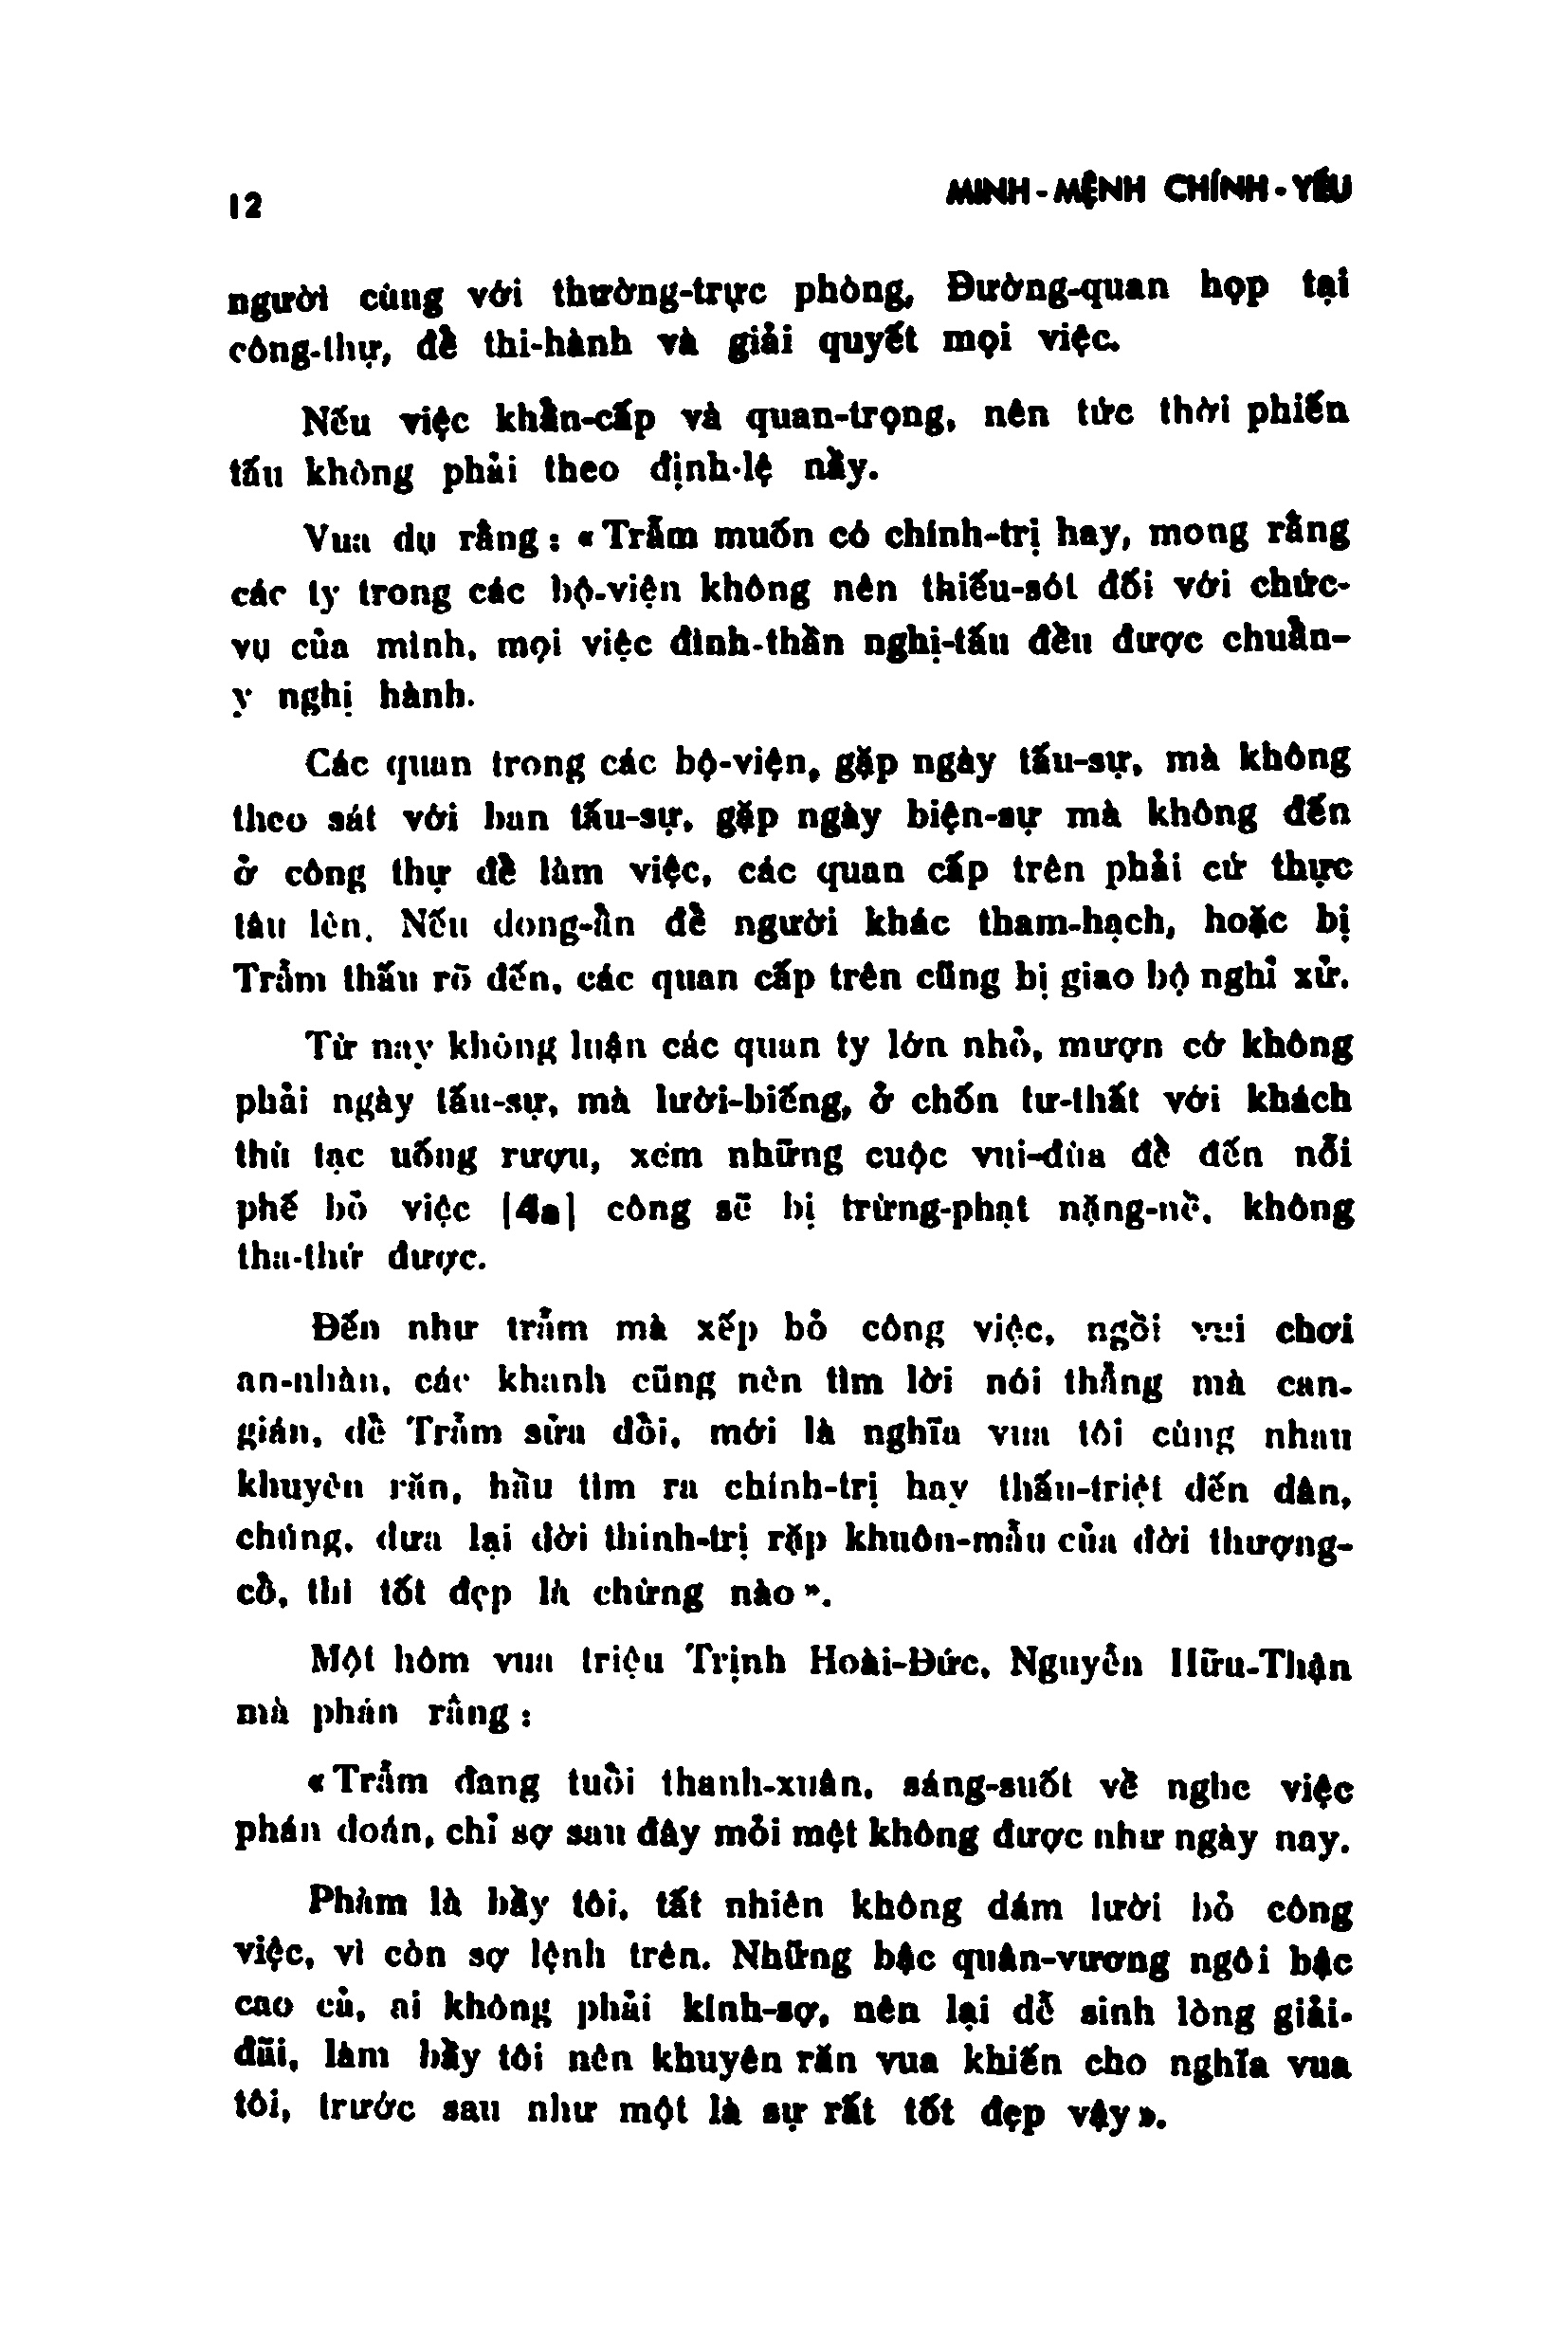 12
MINH - MỆNH CHÍNH - YẾU
người cùng với thường-trực phòng, Đường-quan họp tại
công-thự, để thi-hành và giải quyết mọi việc.
Nếu việc khẩn-cấp và quan-trọng, nên tức thời phiến
tấu không phải theo định-lệ nầy.
Vua dụ rằng : « Trẫm muốn có chính-trị hay, mong rằng
các ty trong các bộ-viện không nên thiếu-sót đối với chức-
vụ của mình, mọi việc đình-thần nghị-tấu đều được chuẩn-
y nghị hành.
Các quan trong các bộ-viện, gặp ngày tấu-sự, mà không
theo sát với ban tấu-sự, gặp ngày biện-sự mà không đến
ở công thự để làm việc, các quan cấp trên phải cứ thực
tâu lên. Nếu dong-ẩn để người khác tham-hạch, hoặc bị
Trẫm thấu rõ đến, các quan cấp trên cũng bị giao bộ nghỉ xử.
Từ nay không luận các quan ty lớn nhỏ, mượn cớ không
phải ngày tấu-sự, mà lười-biếng, ở chốn tư-thất với khách
thù tạc uống rượu, xem những cuộc vui-đùa để đến nỗi
phế bỏ việc [4a] công sẽ bị trừng-phạt nặng-nề, không
tha-thứ được.
Đến như trẫm mà xếp bỏ công việc, ngồi vui chơi
an-nhàn, các khanh cũng nên tìm lời nói thẳng mà can-
gián, để Trẫm sửa đổi, mới là nghĩa vua tôi cùng nhau
khuyên răn, hầu tìm ra chính-trị hay thấu-triệt đến dân,
chúng, đưa lại đời thịnh-trị rặp khuôn-mẫu của đời thượng-
cổ, thì tốt đẹp là chừng nào ».
Một hôm vua triệu Trịnh Hoài-Đức, Nguyễn Hữu-Thận
mà phán rằng :
« Trẫm đang tuổi thanh-xuân, sáng-suốt về nghe việc
phán đoán, chỉ sợ sau đây mỏi mệt không được như ngày nay.
Phàm là bầy tôi, tất nhiên không dám lười bỏ công
việc, vì còn sợ lệnh trên. Những bậc quân-vương ngôi bậc
cao cả, ai không phải kính-sợ, nên lại dễ sinh lòng giải-
đãi, làm bầy tôi nên khuyên răn vua khiến cho nghĩa vua
tôi, trước sau như một là sự rất tốt đẹp vậy ».